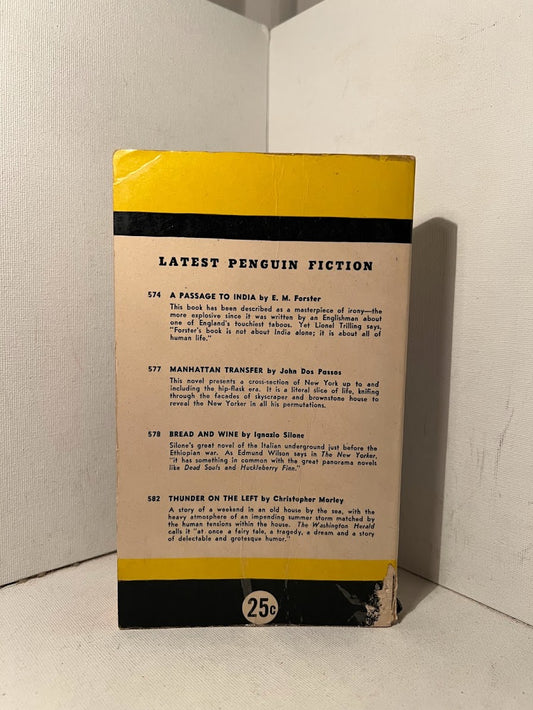 LATEST PENGUIN FICTION
574 A PASSAGE TO INDIA by E. M. Forster
This book has been described as a masterpiece of irony—the
more explosive since it was written by an Englishman about
one of England's touchiest taboos. Yet Lionel Trilling says,
"Forster's book is not about India alone; it is about all of
human life."
577 MANHATTAN TRANSFER by John Dos Passos
This novel presents a cross-section of New York up to and
including the hip-flask era. It is a literal slice of life, knifing
through the facades of skyscraper and brownstone house to
reveal the New Yorker in all his permutations.
578 BREAD AND WINE by Ignazio Silone
Silone's great novel of the Italian underground just before the
Ethiopian war. As Edmund Wilson says in The New Yorker,
"it has something in common with the great panorama novels
like Dead Souls and Huckleberry Finn."
582 THUNDER ON THE LEFT by Christopher Morley
A story of a weekend in an old house by the sea, with the
heavy atmosphere of an impending summer storm matched by
the human tensions within the house. The Washington Herald
calls it "at once a fairy tale, a tragedy, a dream and a story
of delectable and grotesque humor."
25c